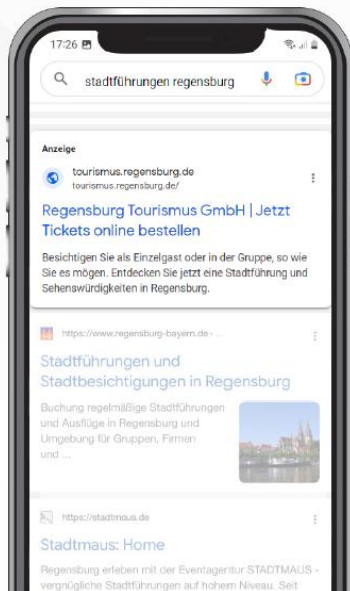 17:26
stadtführungen regensburg
Anzeige
tourismus.regensburg.de
tourismus.regensburg.de/
Regensburg Tourismus GmbH | Jetzt
Tickets online bestellen
Besichtigen Sie als Einzelgast oder in der Gruppe, so wie
Sie es mögen. Entdecken Sie jetzt eine Stadtführung und
Sehenswürdigkeiten in Regensburg.
https://www.regensburg-bayern.de › ...
Stadtführungen und
Stadtbesichtigungen in Regensburg
Buchung regelmäßige Stadtführungen
und Ausflüge in Regensburg und
Umgebung für Gruppen, Firmen
und ...
https://stadtmaus.de
Stadtmaus: Home
Regensburg erleben mit der Eventagentur STADTMAUS -
vergnügliche Stadtführungen auf hohem Niveau. Seit